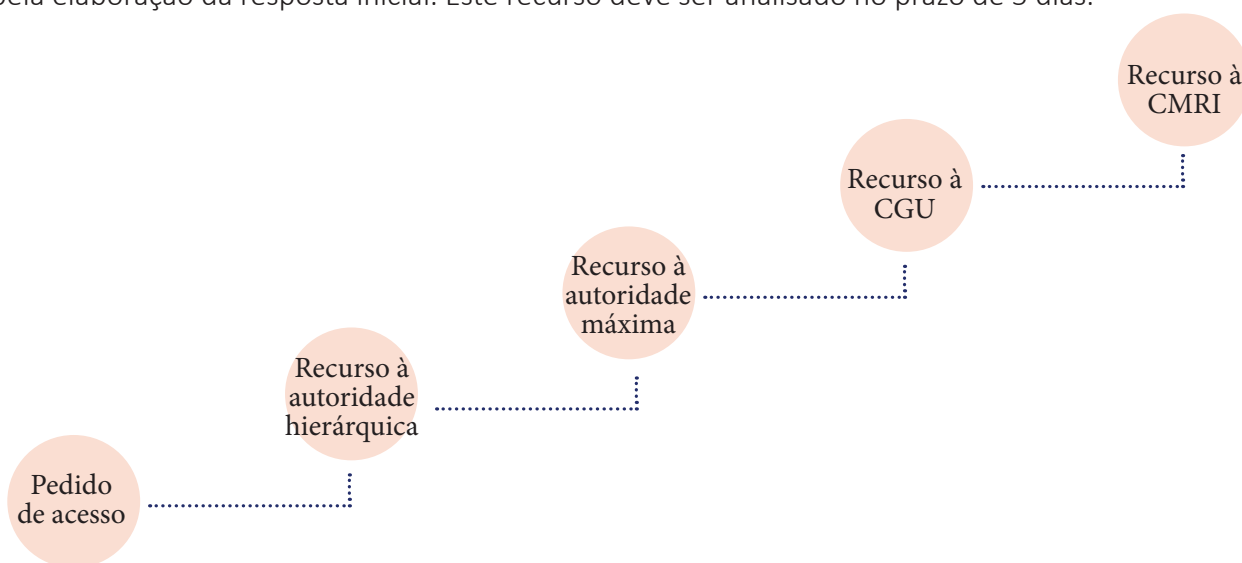 pela elaboração da resposta inicial. Este recurso deve ser analisado no prazo de 5 dias.
Recurso à
CMRI
Recurso à
CGU
Recurso à
autoridade
máxima
Recurso à
autoridade
hierárquica
Pedido
de acesso